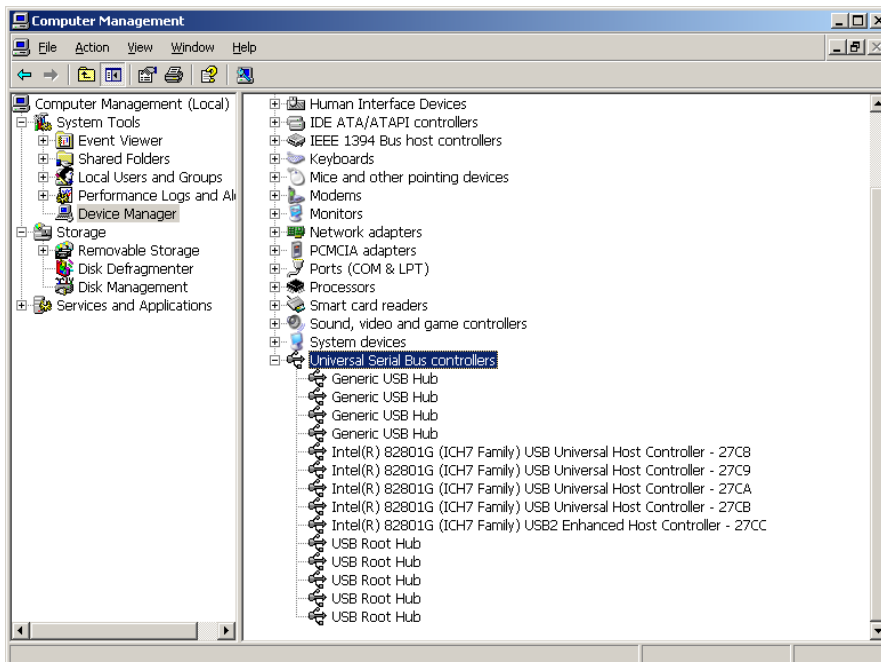 Computer Management
File Action View Window Help
Computer Management (Local)
System Tools
Event Viewer
Shared Folders
Local Users and Groups
Performance Logs and Al
Device Manager
Storage
Removable Storage
Disk Defragmenter
Disk Management
Services and Applications
Human Interface Devices
IDE ATA/ATAPI controllers
IEEE 1394 Bus host controllers
Keyboards
Mice and other pointing devices
Modems
Monitors
Network adapters
PCMCIA adapters
Ports (COM & LPT)
Processors
Smart card readers
Sound, video and game controllers
System devices
Universal Serial Bus controllers
Generic USB Hub
Generic USB Hub
Generic USB Hub
Generic USB Hub
Intel(R) 82801G (ICH7 Family) USB Universal Host Controller - 27C8
Intel(R) 82801G (ICH7 Family) USB Universal Host Controller - 27C9
Intel(R) 82801G (ICH7 Family) USB Universal Host Controller - 27CA
Intel(R) 82801G (ICH7 Family) USB Universal Host Controller - 27CB
Intel(R) 82801G (ICH7 Family) USB2 Enhanced Host Controller - 27CC
USB Root Hub
USB Root Hub
USB Root Hub
USB Root Hub
USB Root Hub